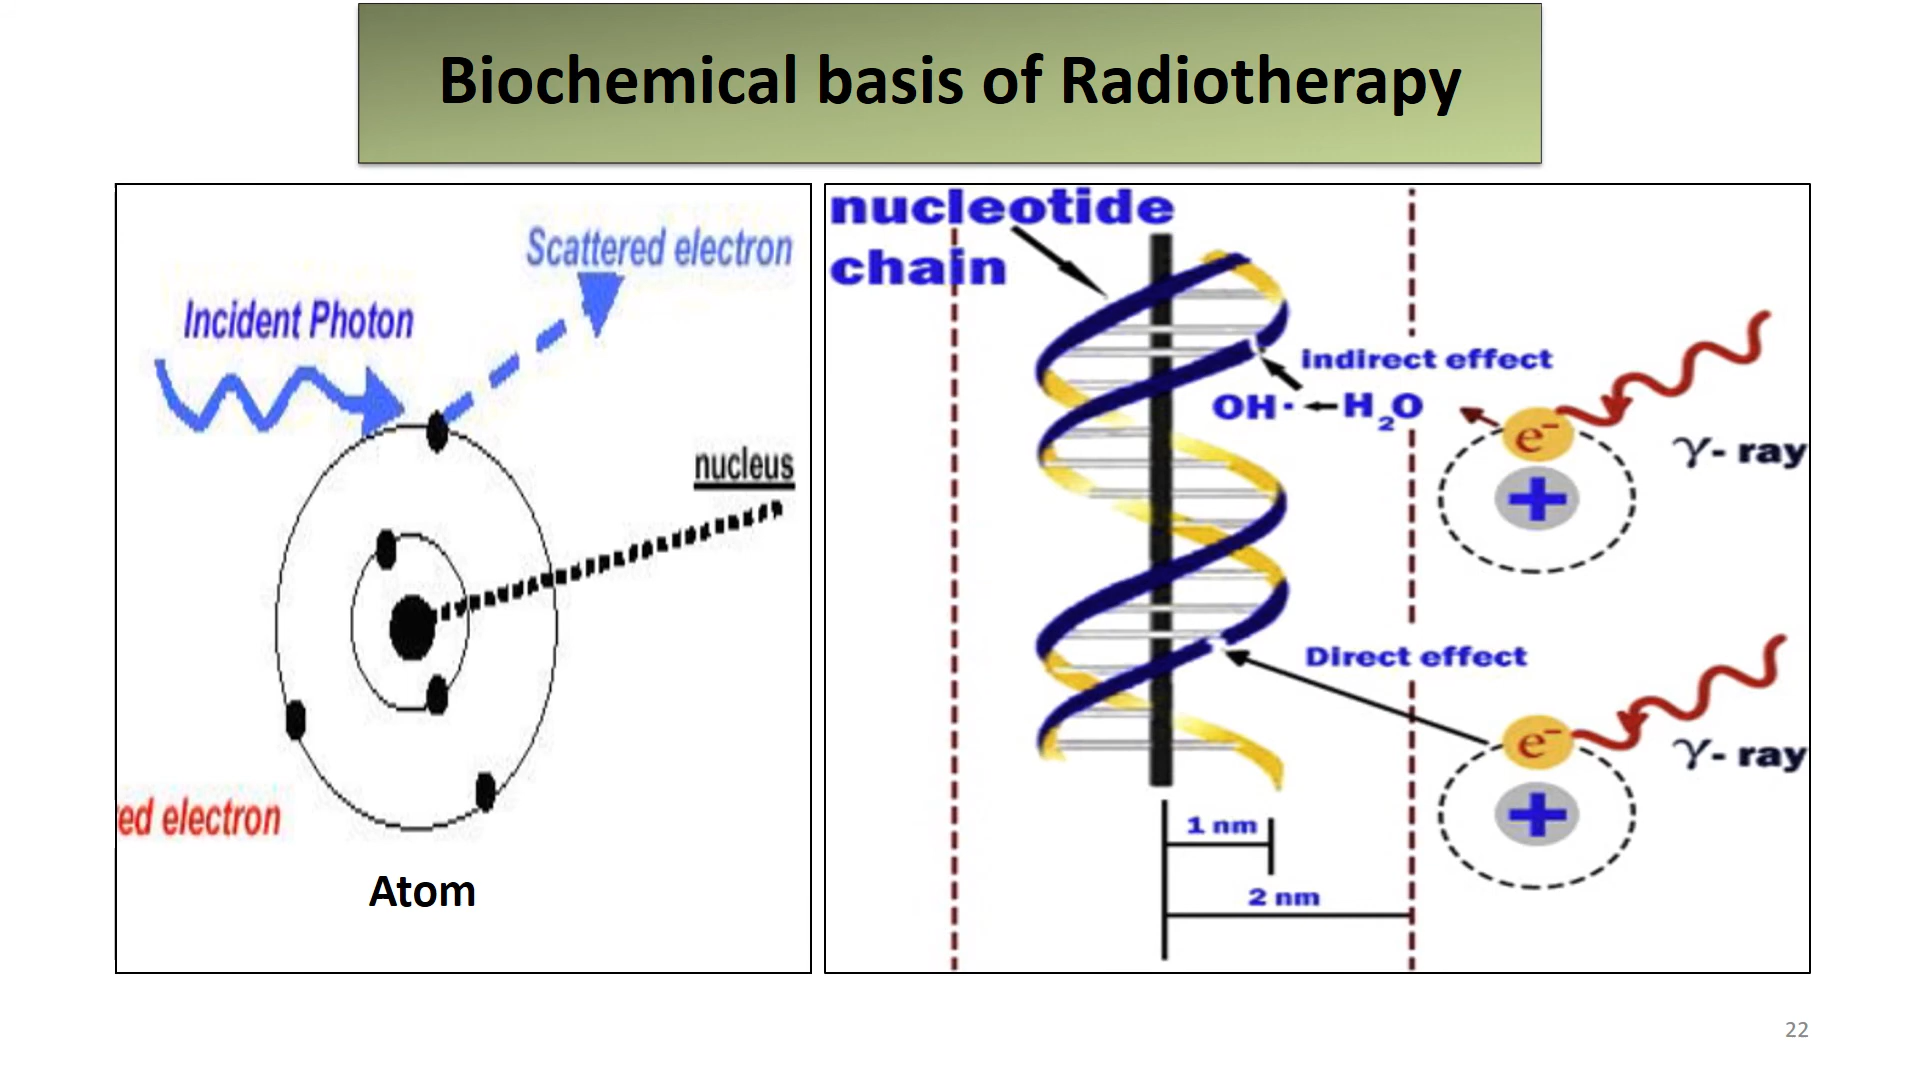 Biochemical basis of Radiotherapy
Scattered electron
Incident Photon
nucleus
ed electron
Atom
nucleotide
chain
indirect effect
OH· H₂O
e⁻
+
γ- ray
Direct effect
e⁻
+
γ- ray
1 nm
2 nm
22